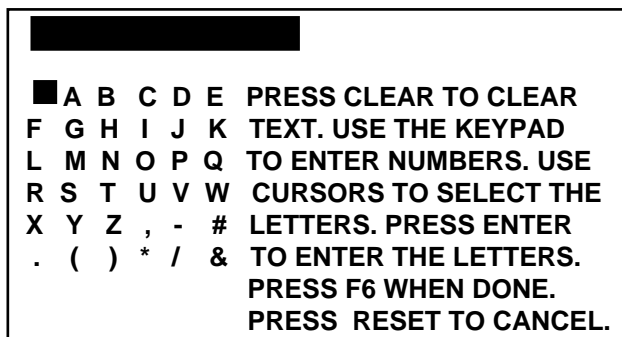 A B C D E PRESS CLEAR TO CLEAR
F G H I J K TEXT. USE THE KEYPAD
L M N O P Q TO ENTER NUMBERS. USE
R S T U V W CURSORS TO SELECT THE
X Y Z , - # LETTERS. PRESS ENTER
. ( ) * / & TO ENTER THE LETTERS.
PRESS F6 WHEN DONE.
PRESS RESET TO CANCEL.